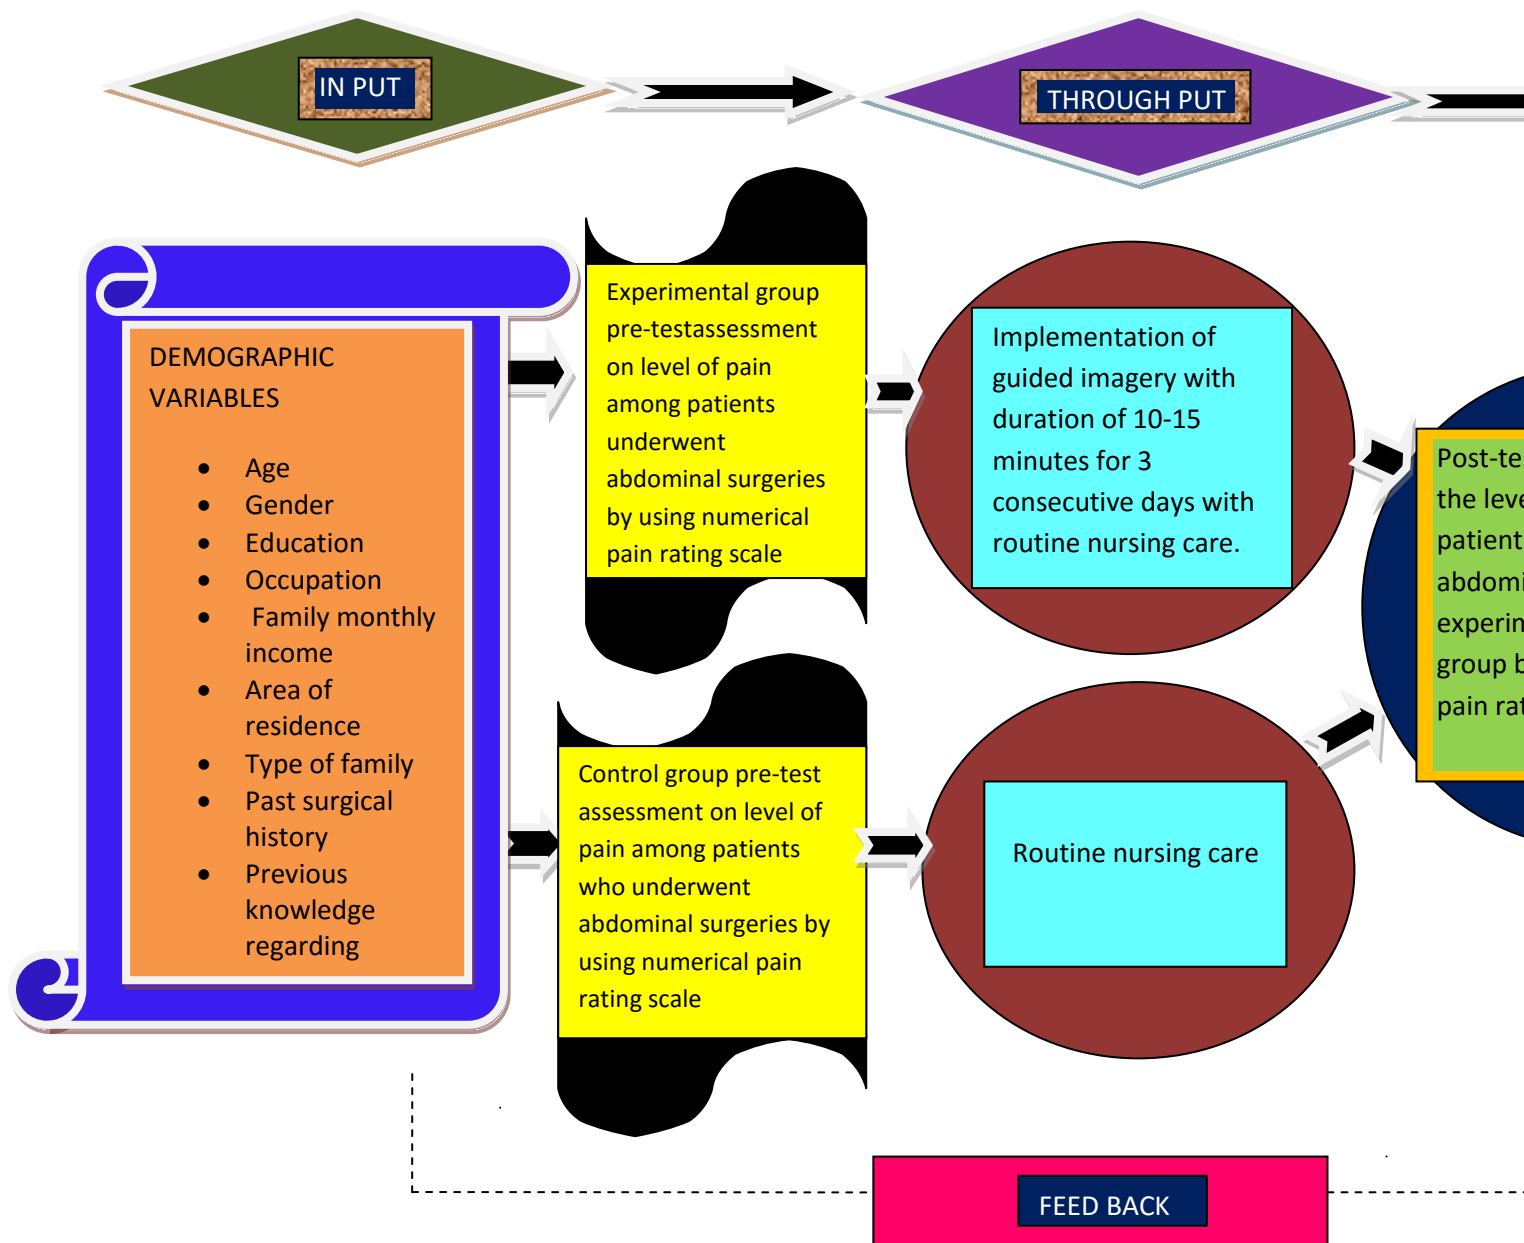 IN PUT
THROUGH PUT
DEMOGRAPHIC
VARIABLES
• Age
• Gender
• Education
• Occupation
• Family monthly
income
• Area of
residence
• Type of family
• Past surgical
history
• Previous
knowledge
regarding
Experimental group
pre-testassessment
on level of pain
among patients
underwent
abdominal surgeries
by using numerical
pain rating scale
Control group pre-test
assessment on level of
pain among patients
who underwent
abdominal surgeries by
using numerical pain
rating scale
Implementation of
guided imagery with
duration of 10-15
minutes for 3
consecutive days with
routine nursing care.
Routine nursing care
the
patient
group
pain
FEED BACK